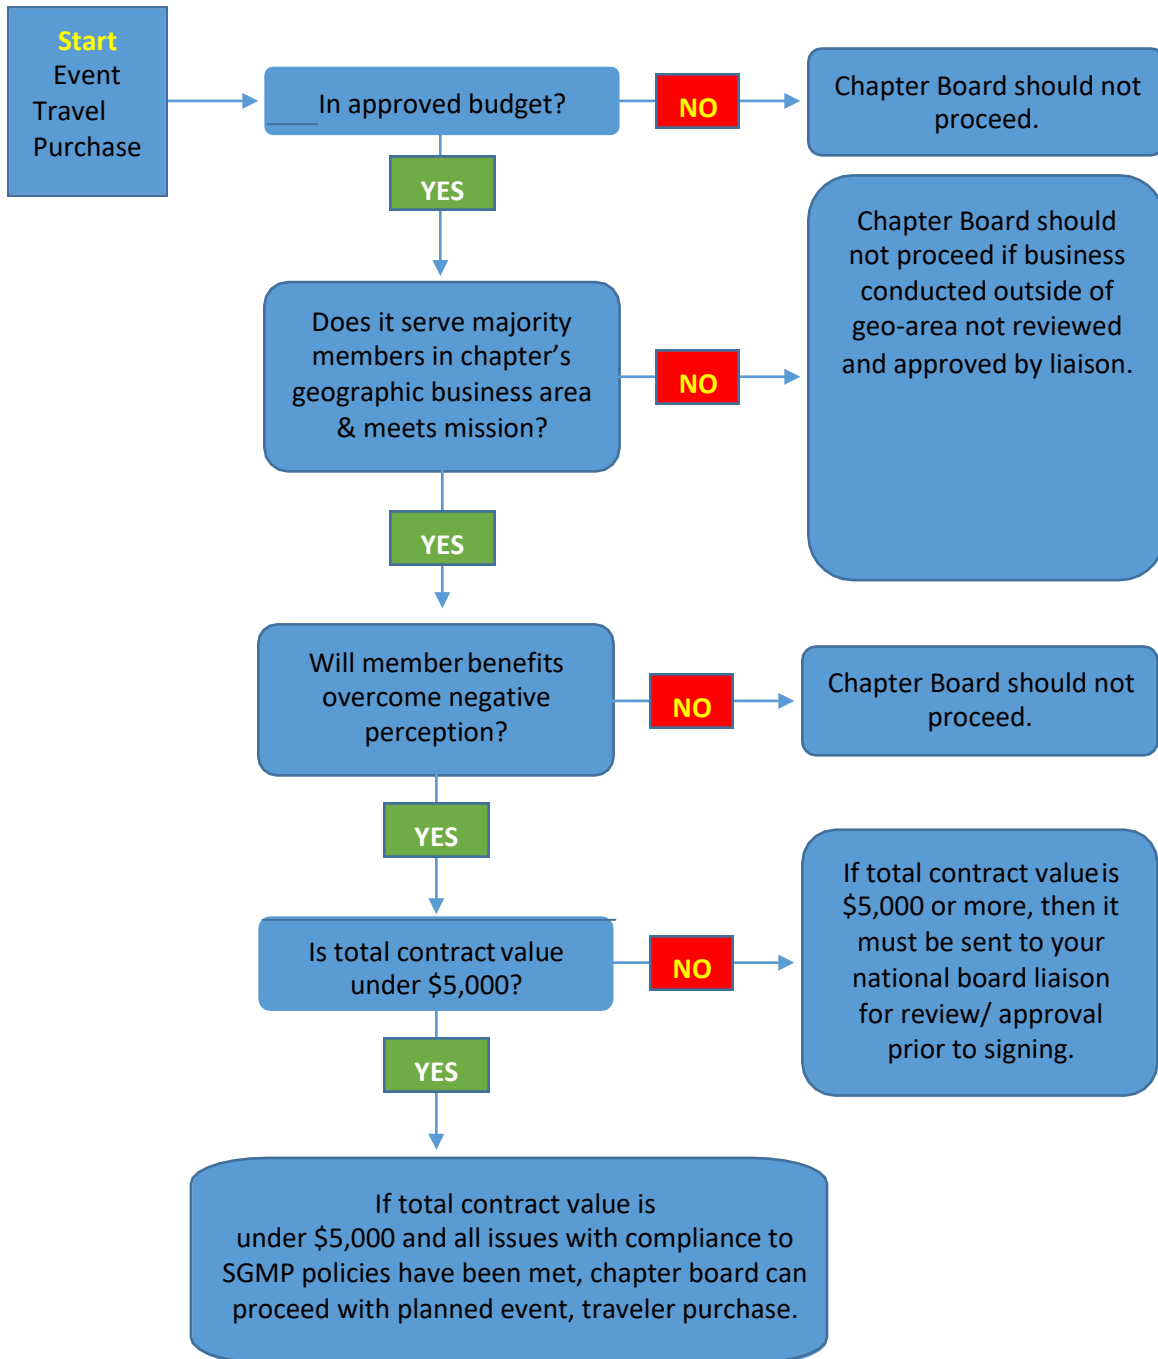 Start
Event
Travel
Purchase
In approved budget?
NO
Chapter Board should not
proceed.
YES
Does it serve majority
members in chapter’s
geographic business area
& meets mission?
NO
Chapter Board should
not proceed if business
conducted outside of
geo-area not reviewed
and approved by liaison.
YES
Will member benefits
overcome negative
perception?
NO
Chapter Board should not
proceed.
YES
Is total contract value
under $5,000?
NO
If total contract value is
$5,000 or more, then it
must be sent to your
national board liaison
for review/ approval
prior to signing.
YES
If total contract value is
under $5,000 and all issues with compliance to
SGMP policies have been met, chapter board can
proceed with planned event, traveler purchase.